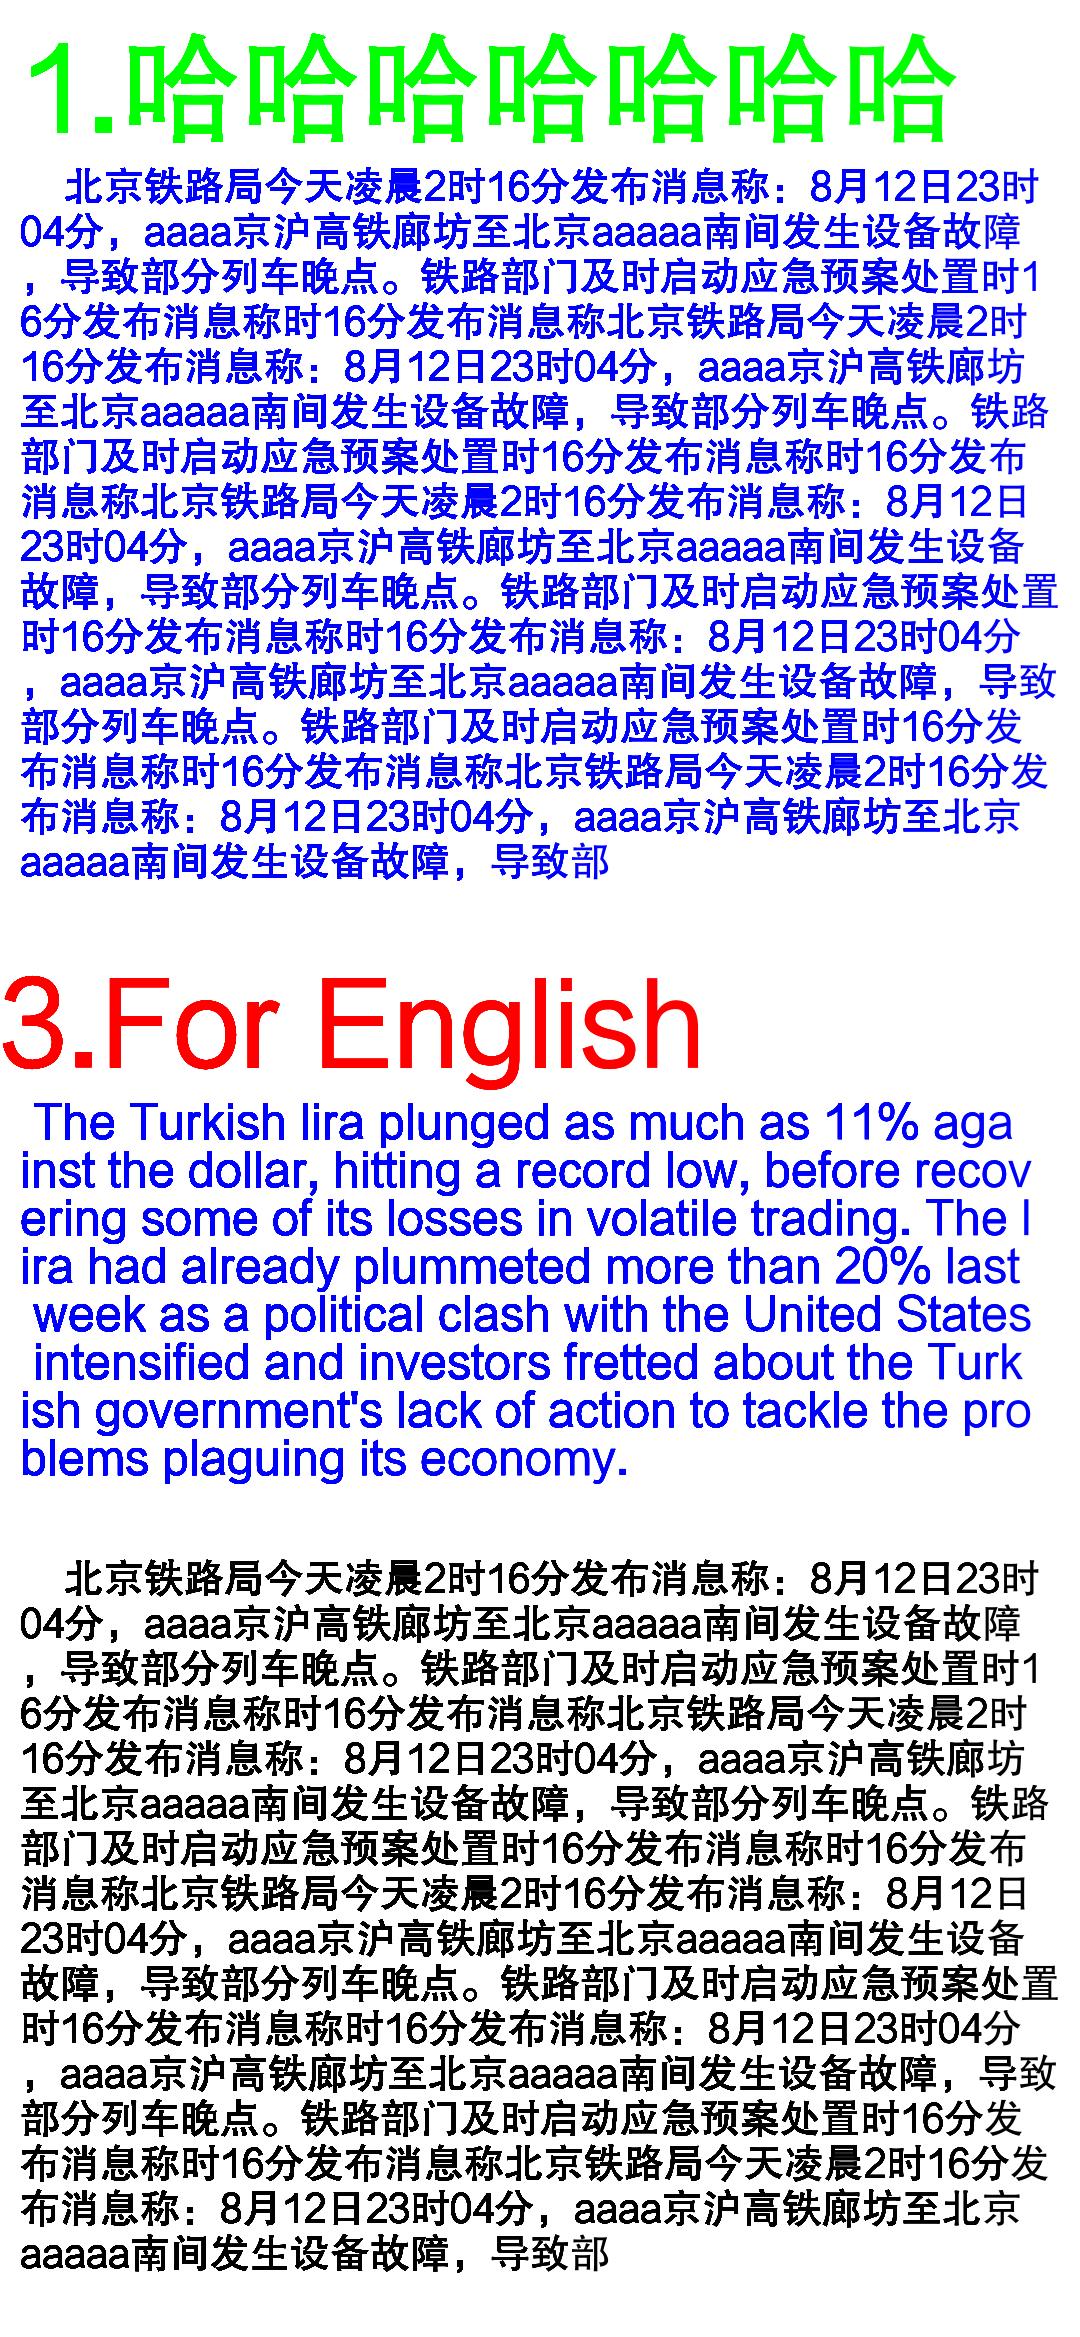 1.哈哈哈哈哈哈哈
北京铁路局今天凌晨2时16分发布消息称：8月12日23时
04分，aaaa京沪高铁廊坊至北京aaaaa南间发生设备故障
，导致部分列车晚点。铁路部门及时启动应急预案处置时1
6分发布消息称时16分发布消息称北京铁路局今天凌晨2时
16分发布消息称：8月12日23时04分，aaaa京沪高铁廊坊
至北京aaaaa南间发生设备故障，导致部分列车晚点。铁路
部门及时启动应急预案处置时16分发布消息称时16分发布
消息称北京铁路局今天凌晨2时16分发布消息称：8月12日
23时04分，aaaa京沪高铁廊坊至北京aaaaa南间发生设备
故障，导致部分列车晚点。铁路部门及时启动应急预案处置
时16分发布消息称时16分发布消息称：8月12日23时04分
，aaaa京沪高铁廊坊至北京aaaaa南间发生设备故障，导致
部分列车晚点。铁路部门及时启动应急预案处置时16分发
布消息称时16分发布消息称北京铁路局今天凌晨2时16分发
布消息称：8月12日23时04分，aaaa京沪高铁廊坊至北京
aaaaa南间发生设备故障，导致部
3.For English
The Turkish lira plunged as much as 11% aga
inst the dollar, hitting a record low, before recov
ering some of its losses in volatile trading. The l
ira had already plummeted more than 20% last
week as a political clash with the United States
intensified and investors fretted about the Turk
ish government's lack of action to tackle the pro
blems plaguing its economy.
北京铁路局今天凌晨2时16分发布消息称：8月12日23时
04分，aaaa京沪高铁廊坊至北京aaaaa南间发生设备故障
，导致部分列车晚点。铁路部门及时启动应急预案处置时1
6分发布消息称时16分发布消息称北京铁路局今天凌晨2时
16分发布消息称：8月12日23时04分，aaaa京沪高铁廊坊
至北京aaaaa南间发生设备故障，导致部分列车晚点。铁路
部门及时启动应急预案处置时16分发布消息称时16分发布
消息称北京铁路局今天凌晨2时16分发布消息称：8月12日
23时04分，aaaa京沪高铁廊坊至北京aaaaa南间发生设备
故障，导致部分列车晚点。铁路部门及时启动应急预案处置
时16分发布消息称时16分发布消息称：8月12日23时04分
，aaaa京沪高铁廊坊至北京aaaaa南间发生设备故障，导致
部分列车晚点。铁路部门及时启动应急预案处置时16分发
布消息称时16分发布消息称北京铁路局今天凌晨2时16分发
布消息称：8月12日23时04分，aaaa京沪高铁廊坊至北京
aaaaa南间发生设备故障，导致部